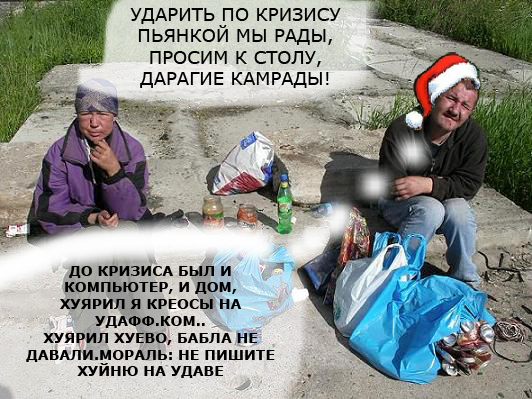 УДАРИТЬ ПО КРИЗИСУ
ПЬЯНКОЙ МЫ РАДЫ,
ПРОСИМ К СТОЛУ,
ДАРАГИЕ КАМРАДЫ!
ДО КРИЗИСА БЫЛ И
КОМПЬЮТЕР, И ДОМ,
ХУЯРИЛ Я КРЕОСЫ НА
УДАФФ.КОМ..
ХУЯРИЛ ХУЕВО, БАБЛА НЕ
ДАВАЛИ.МОРАЛЬ: НЕ ПИШИТЕ
ХУЙНЮ НА УДАВЕ